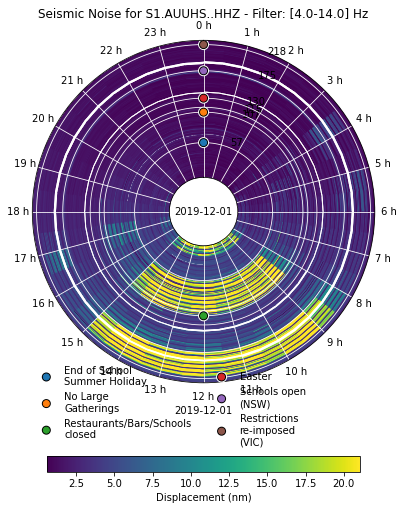 Seismic Noise for S1.AUUHS..HHZ - Filter: [4.0-14.0] Hz
0 h
23 h
1 h
218
22 h
2 h
21 h
3 h
20 h
4 h
57
19 h
5 h
18 h
2019-12-01
6 h
17 h
7 h
16 h
8 h
15 h
9 h
14 h
10 h
13 h
11 h
12 h
2019-12-01
End of School
Summer Holiday
No Large
Gatherings
Restaurants/Bars/Schools
closed
Easter
Schools open
(NSW)
Restrictions
re-imposed
(VIC)
2.5
5.0
7.5
10.0
12.5
15.0
17.5
20.0
Displacement (nm)